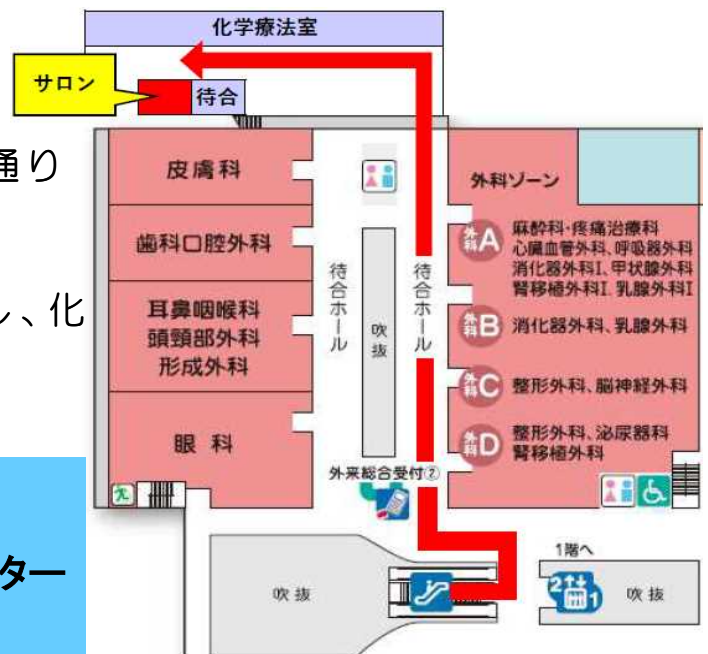 化学療法室
サロン
待合
通り
皮膚科
外科ゾーン
歯科口腔外科
外科A
麻酔科・疼痛治療科
心臓血管外科、呼吸器外科
消化器外科I、甲状腺外科
腎移植外科I、乳腺外科I
待合ホール
待合ホール
吹抜
、化
耳鼻咽喉科
頭頸部外科
形成外科
外科B
消化器外科、乳腺外科
外科C
整形外科、脳神経外科
眼科
外科D
整形外科、泌尿器科
腎移植外科
外来総合受付②
ター
吹抜
1階へ
2
1
吹抜